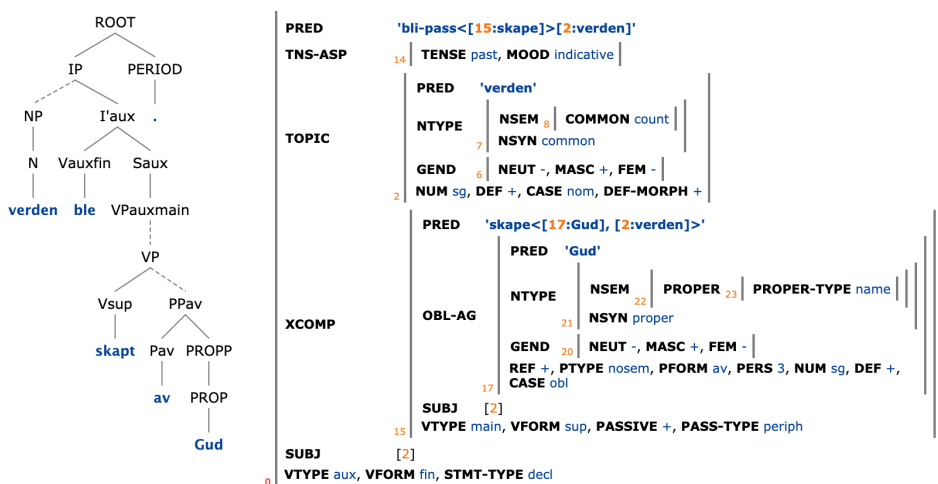 ROOT
IP PERIOD
NP I'aux .
N Vauxfin Saux
verden ble VPauxmain
VP
Vsup PPav
skapt Pav PROPP
av PROP
Gud
PRED 'bli-pass<[15:skape]>[2:verden]'
TNS-ASP 14 TENSE past, MOOD indicative
PRED 'verden'
NTYPE NSEM 8 COMMON count
7 NSYN common
TOPIC
GEND 6 NEUT -, MASC +, FEM -
2 NUM sg, DEF +, CASE nom, DEF-MORPH +
PRED 'skape<[17:Gud], [2:verden]>'
PRED 'Gud'
NTYPE NSEM 22 PROPER 23 PROPER-TYPE name
21 NSYN proper
OBL-AG
XCOMP
GEND 20 NEUT -, MASC +, FEM -
REF +, PTYPE nosem, PFORM av, PERS 3, NUM sg, DEF +,
17 CASE obl
SUBJ [2]
15 VTYPE main, VFORM sup, PASSIVE +, PASS-TYPE periph
SUBJ [2]
0 VTYPE aux, VFORM fin, STMT-TYPE decl